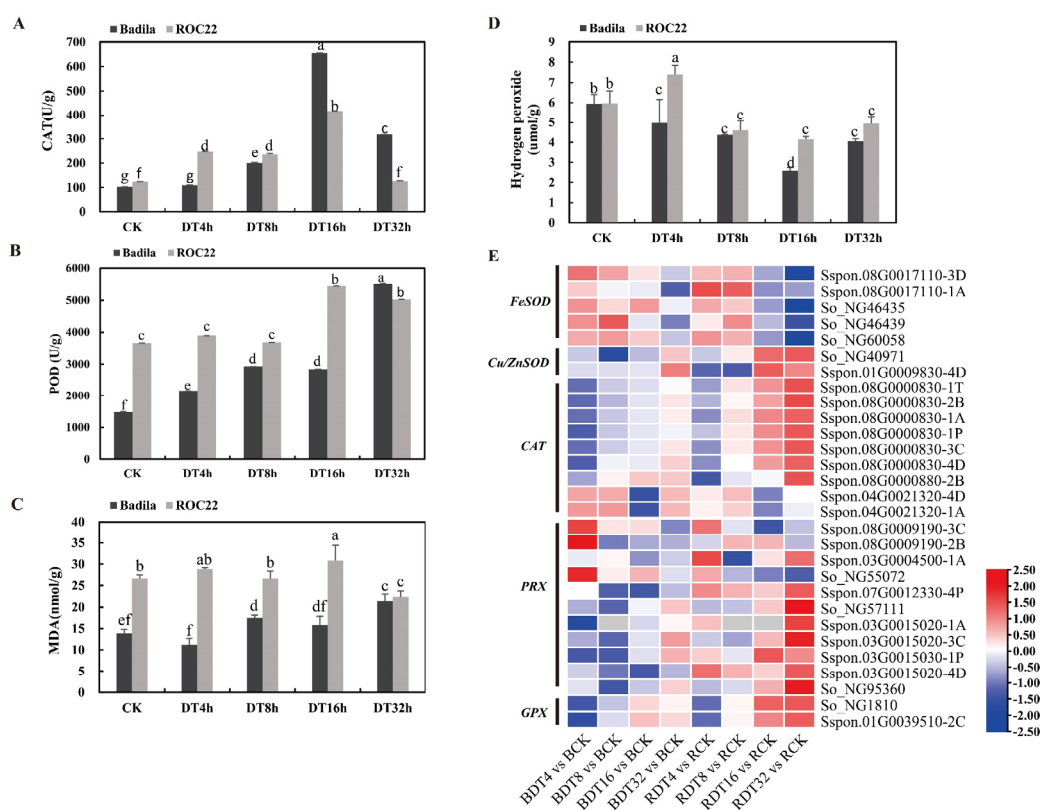 A
Badila ROC22
CAT(U/g)
700
600
500
400
300
200
100
0
g f g d e d a b c f
CK DT4h DT8h DT16h DT32h
B
Badila ROC22
POD (U/g)
6000
5000
4000
3000
2000
1000
0
f c e c d c d b a b
CK DT4h DT8h DT16h DT32h
C
Badila ROC22
MDA(nmol/g)
40
35
30
25
20
15
10
5
0
ef b f ab d b df a c c
CK DT4h DT8h DT16h DT32h
D
Badila ROC22
Hydrogen peroxide
(umol/g)
9
8
7
6
5
4
3
2
1
0
b b c a c c d c c c
CK DT4h DT8h DT16h DT32h
E
FeSOD
Cu/ZnSOD
CAT
PRX
GPX
Sspon.08G0017110-3D
Sspon.08G0017110-1A
So_NG46435
So_NG46439
So_NG60058
So_NG40971
Sspon.01G0009830-4D
Sspon.08G0000830-1T
Sspon.08G0000830-2B
Sspon.08G0000830-1A
Sspon.08G0000830-1P
Sspon.08G0000830-3C
Sspon.08G0000830-4D
Sspon.08G0000880-2B
Sspon.04G0021320-4D
Sspon.04G0021320-1A
Sspon.08G0009190-3C
Sspon.08G0009190-2B
Sspon.03G0004500-1A
So_NG55072
Sspon.07G0012330-4P
So_NG57111
Sspon.03G0015020-1A
Sspon.03G0015020-3C
Sspon.03G0015030-1P
Sspon.03G0015020-4D
So_NG95360
So_NG1810
Sspon.01G0039510-2C
BDT4 vs BCK
BDT8 vs BCK
BDT16 vs BCK
BDT32 vs BCK
RDT4 vs RCK
RDT8 vs RCK
RDT16 vs RCK
RDT32 vs RCK
2.50
2.00
1.50
1.00
0.50
0.00
-0.50
-1.00
-1.50
-2.00
-2.50